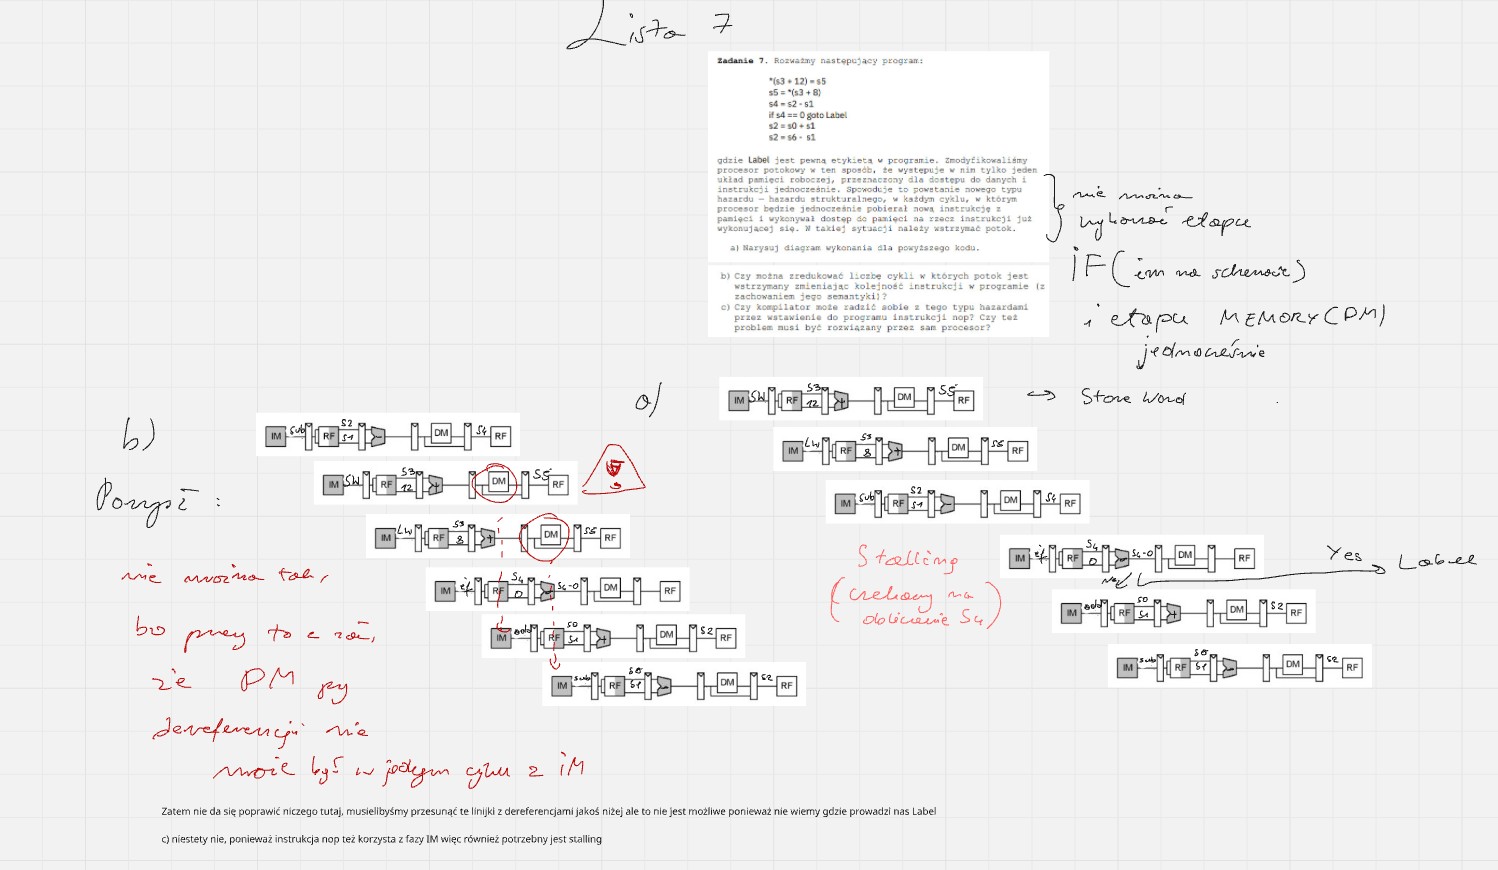 Lista 7
Zadanie 7. Rozważmy następujący program:
*(s3 + 12) = s5
s5 = *(s3 + 8)
s4 = s2 - s1
if s4 == 0 goto Label
s2 = s0 + s1
s2 = s6 - s1
gdzie Label jest pewną etykietą w programie. Zmodyfikowaliśmy
procesor potokowy w ten sposób, że występuje w nim tylko jeden
układ pamięci roboczej, przeznaczony dla dostępu do danych i
instrukcji jednocześnie. Spowoduje to powstanie nowego typu
hazardu — hazardu strukturalnego, w każdym cyklu, w którym
procesor będzie jednocześnie pobierał nową instrukcję z
pamięci i wykonywał dostęp do pamięci na rzecz instrukcji już
wykonującej się. W takiej sytuacji należy wstrzymać potok.
a) Narysuj diagram wykonania dla powyższego kodu.
b) Czy można zredukować liczbę cykli w których potok jest
wstrzymany zmieniając kolejność instrukcji w programie (z
zachowaniem jego semantyki)?
c) Czy kompilator może radzić sobie z tego typu hazardami
przez wstawienie do programu instrukcji nop? Czy też
problem musi być rozwiązany przez sam procesor?
nie można
wykonać etapu
IF (im na schemacie)
i etapu MEMORY (DM)
jednocześnie
a)
IM SW RF S3 12 + DM S5 RF
Store Word
IM LW RF S3 8 + DM S5 RF
IM sub RF S2 S1 - DM S4 RF
Stalling
(czekamy na
obliczenie S4)
IM if RF S4 0 S4-0 DM RF
Yes Label
No
IM add RF S0 S1 + DM S2 RF
IM sub RF S6 S1 - DM S2 RF
b)
IM sub RF S2 S1 - DM S4 RF
Pomysł :
IM SW RF S3 12 + DM S5 RF
IM LW RF S3 8 + DM S5 RF
IM if RF S4 0 S4-0 DM RF
IM add RF S0 S1 + DM S2 RF
IM sub RF S6 S1 - DM S2 RF
nie można tak,
bo
że DM przy
dereferencji nie
może być w jednym cyklu z iM
Zatem nie da się poprawić niczego tutaj, musielibyśmy przesunąć te linijki z dereferencjami jakoś niżej ale to nie jest możliwe ponieważ nie wiemy gdzie prowadzi nas Label
c) niestety nie, ponieważ instrukcja nop też korzysta z fazy IM więc również potrzebny jest stalling